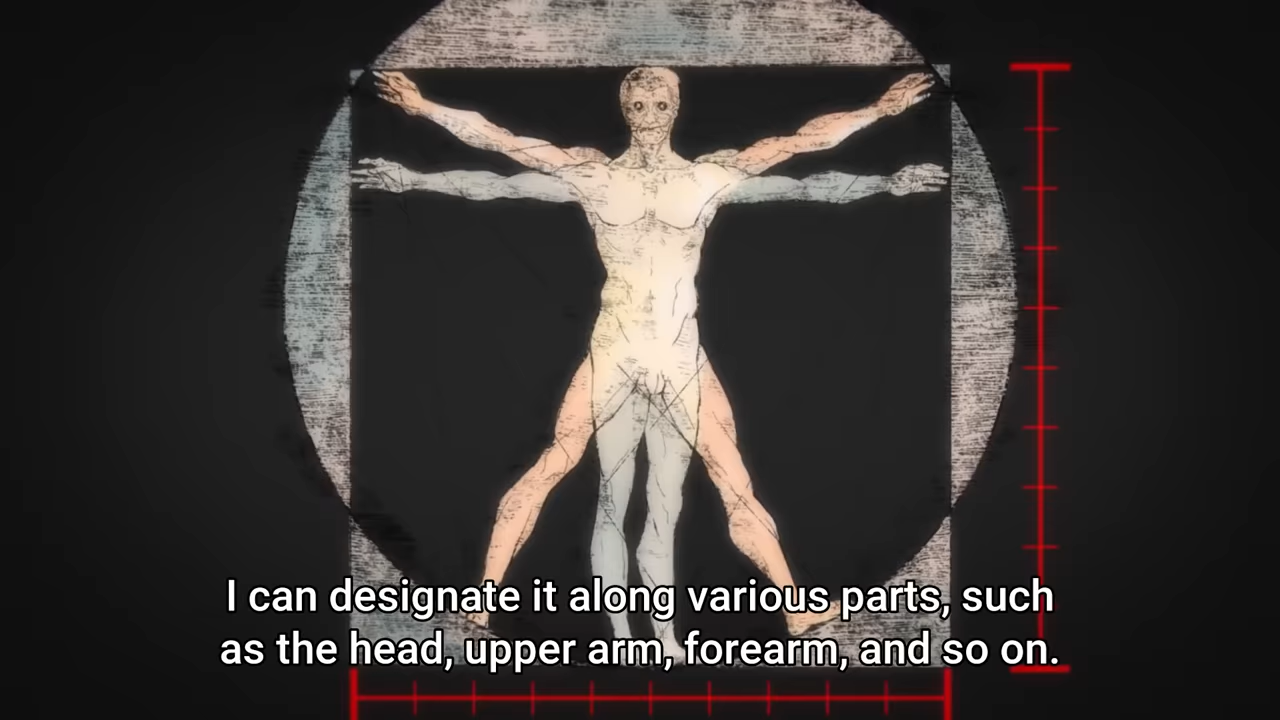 I can designate it along various parts, such
as the head, upper arm, forearm, and so on.